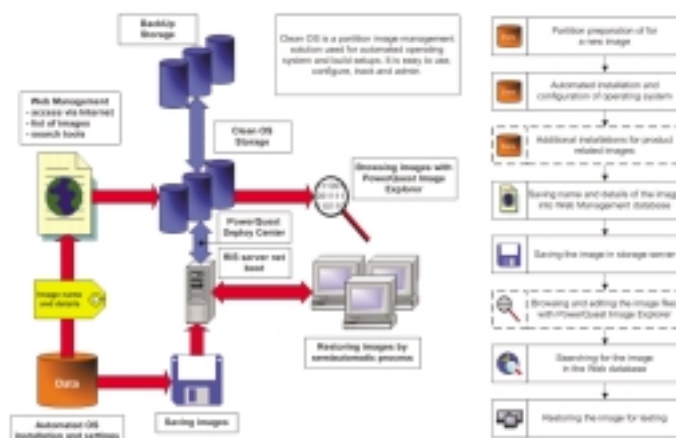 BackUp
Storage
Clean OS is a partition image management
solution used for automated operating
system and build setups. It is easy to use,
configure, track and admin.
Web Management
- access via Internet
- list of images
- search tools
Clean OS
Storage
Browsing images with
PowerQuest Image
Explorer
PowerQuest
Deploy Center
RIS server net
boot
Image name
and details
Restoring images by
semiautomatic process
Data
Automated OS
installation and settings
Saving images
Data
Partition preparation of for
a new image
Data
Automated installation and
configuration of operating system
Data
Additional installations for product
related images
Saving name and details of the image
into Web Management database
Saving the image in storage server
Browsing and editing the image files
with PowerQuest Image Explorer
Searching for the image
in the Web database
Restoring the image for testing